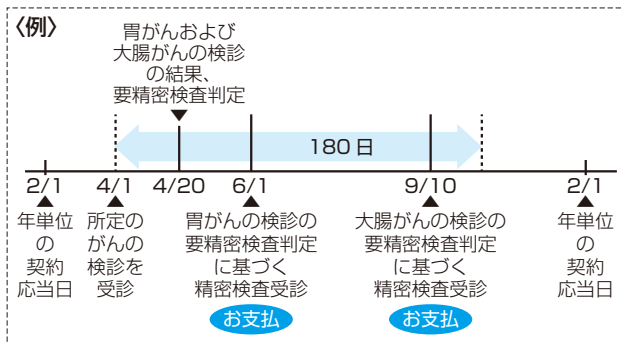 〈例〉
胃がんおよび
大腸がんの検診
の結果、
要精密検査判定
180日
2/1
4/1
4/20
6/1
9/10
2/1
年単位
の
契約
応当日
所定の
がんの
検診を
受診
胃がんの検診の
要精密検査判定
に基づく
精密検査受診
お支払
大腸がんの検診の
要精密検査判定
に基づく
精密検査受診
お支払
年単位
の
契約
応当日